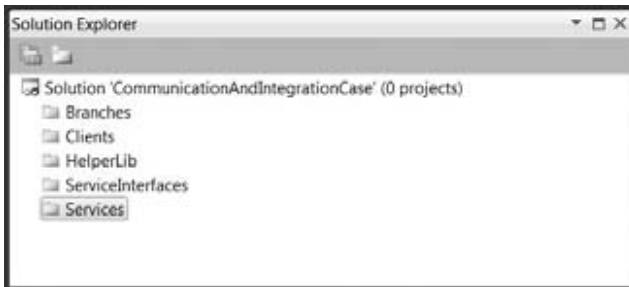 Solution Explorer
Solution 'CommunicationAndIntegrationCase' (0 projects)
Branches
Clients
HelperLib
ServiceInterfaces
Services